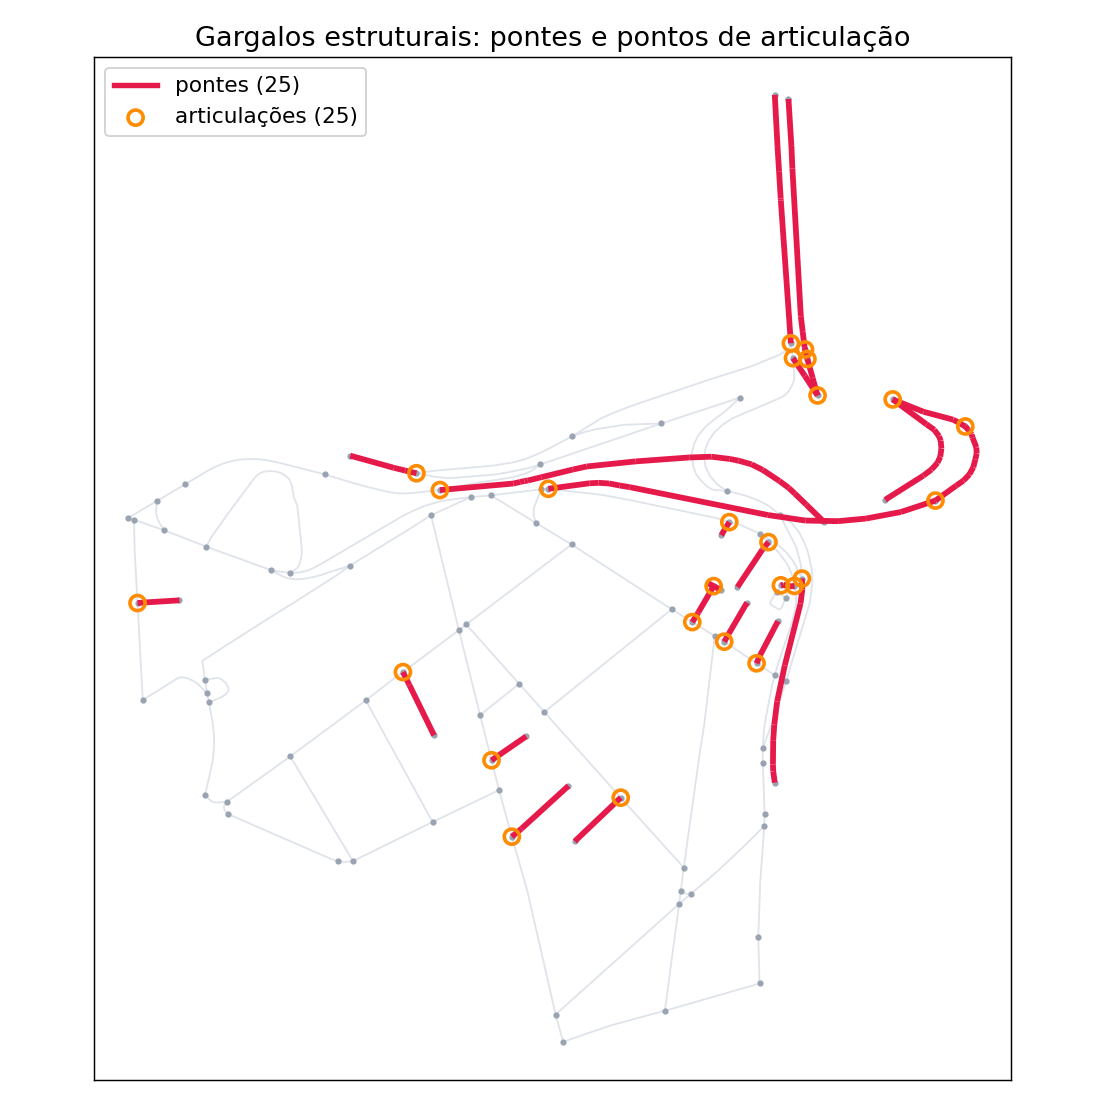 Gargalos estruturais: pontes e pontos de articulação
pontes (25)
articulações (25)